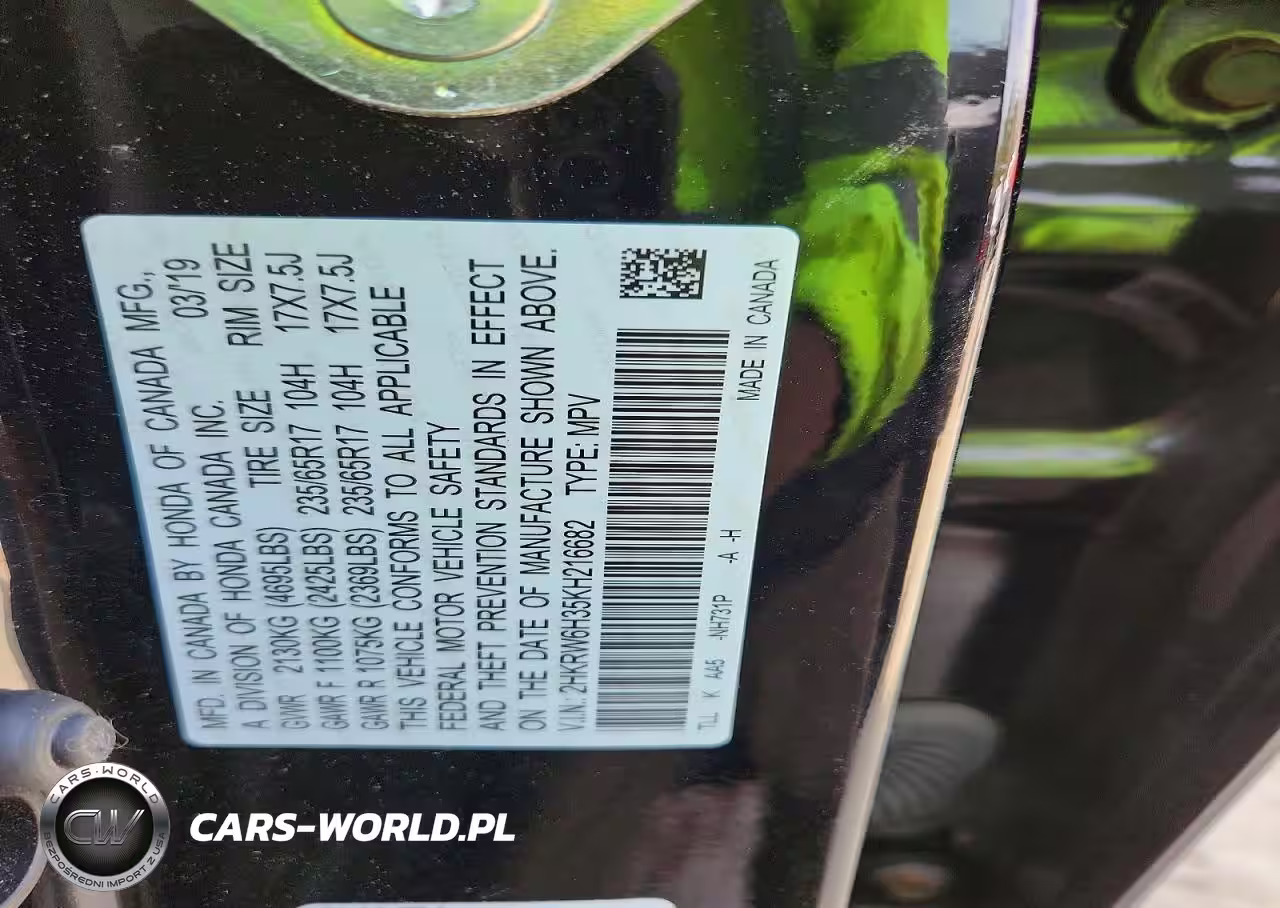 MFD. IN CANADA BY HONDA OF CANADA MFG.,
A DIVISION OF HONDA CANADA INC. 03/'19
GVWR 2130KG (4695LBS) TIRE SIZE RIM SIZE
GAWR F 1100KG (2425LBS) 235/65R17 104H 17X7.5J
GAWR R 1075KG (2369LBS) 235/65R17 104H 17X7.5J
THIS VEHICLE CONFORMS TO ALL APPLICABLE
FEDERAL MOTOR VEHICLE SAFETY
AND THEFT PREVENTION STANDARDS IN EFFECT
ON THE DATE OF MANUFACTURE SHOWN ABOVE.
V.I.N.: 2HKRW6H35KH216682 TYPE: MPV
TLL K AA5 -NH731P -A -H MADE IN CANADA
CARS-WORLD
CW
BEZPOŚREDNI IMPORT Z USA
CARS-WORLD.PL